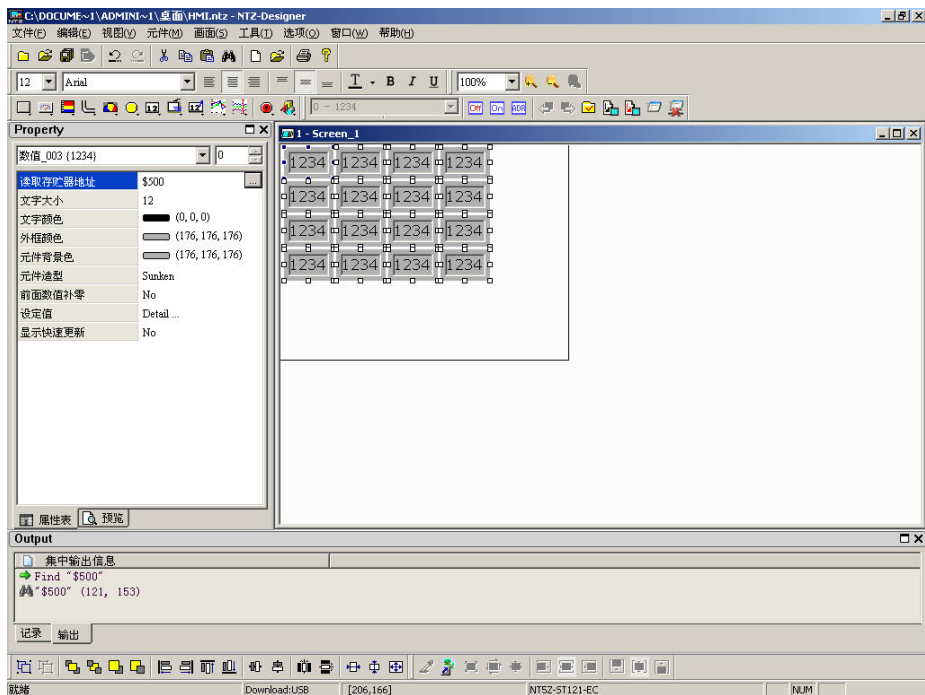 C:\DOCUME~1\ADMINI~1\桌面\HMI.ntz - NTZ-Designer
文件(F) 编辑(E) 视图(V) 元件(M) 画面(S) 工具(T) 选项(O) 窗口(W) 帮助(H)
12 Arial T B I U 100%
0 - 1234 Off On ADR
Property
1 - Screen_1
数值_003 {1234} 0
读取存贮器地址 $500
文字大小 12
文字颜色 (0, 0, 0)
外框颜色 (176, 176, 176)
元件背景色 (176, 176, 176)
元件造型 Sunken
前面数值补零 No
设定值 Detail ...
显示快速更新 No
1234 1234 1234 1234
1234 1234 1234 1234
1234 1234 1234 1234
1234 1234 1234 1234
属性表 预览
Output
集中输出信息
Find "$500"
"$500" (121, 153)
记录 输出
就绪 Download:USB [206,166] NT5Z-ST121-EC NUM